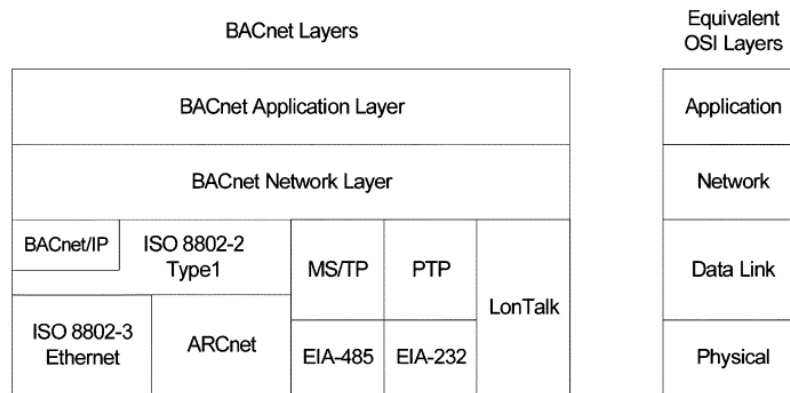 BACnet Layers
Equivalent
OSI Layers
BACnet Application Layer
Application
BACnet Network Layer
Network
BACnet/IP
ISO 8802-2
Type1
MS/TP
PTP
LonTalk
Data Link
ISO 8802-3
Ethernet
ARCnet
EIA-485
EIA-232
Physical